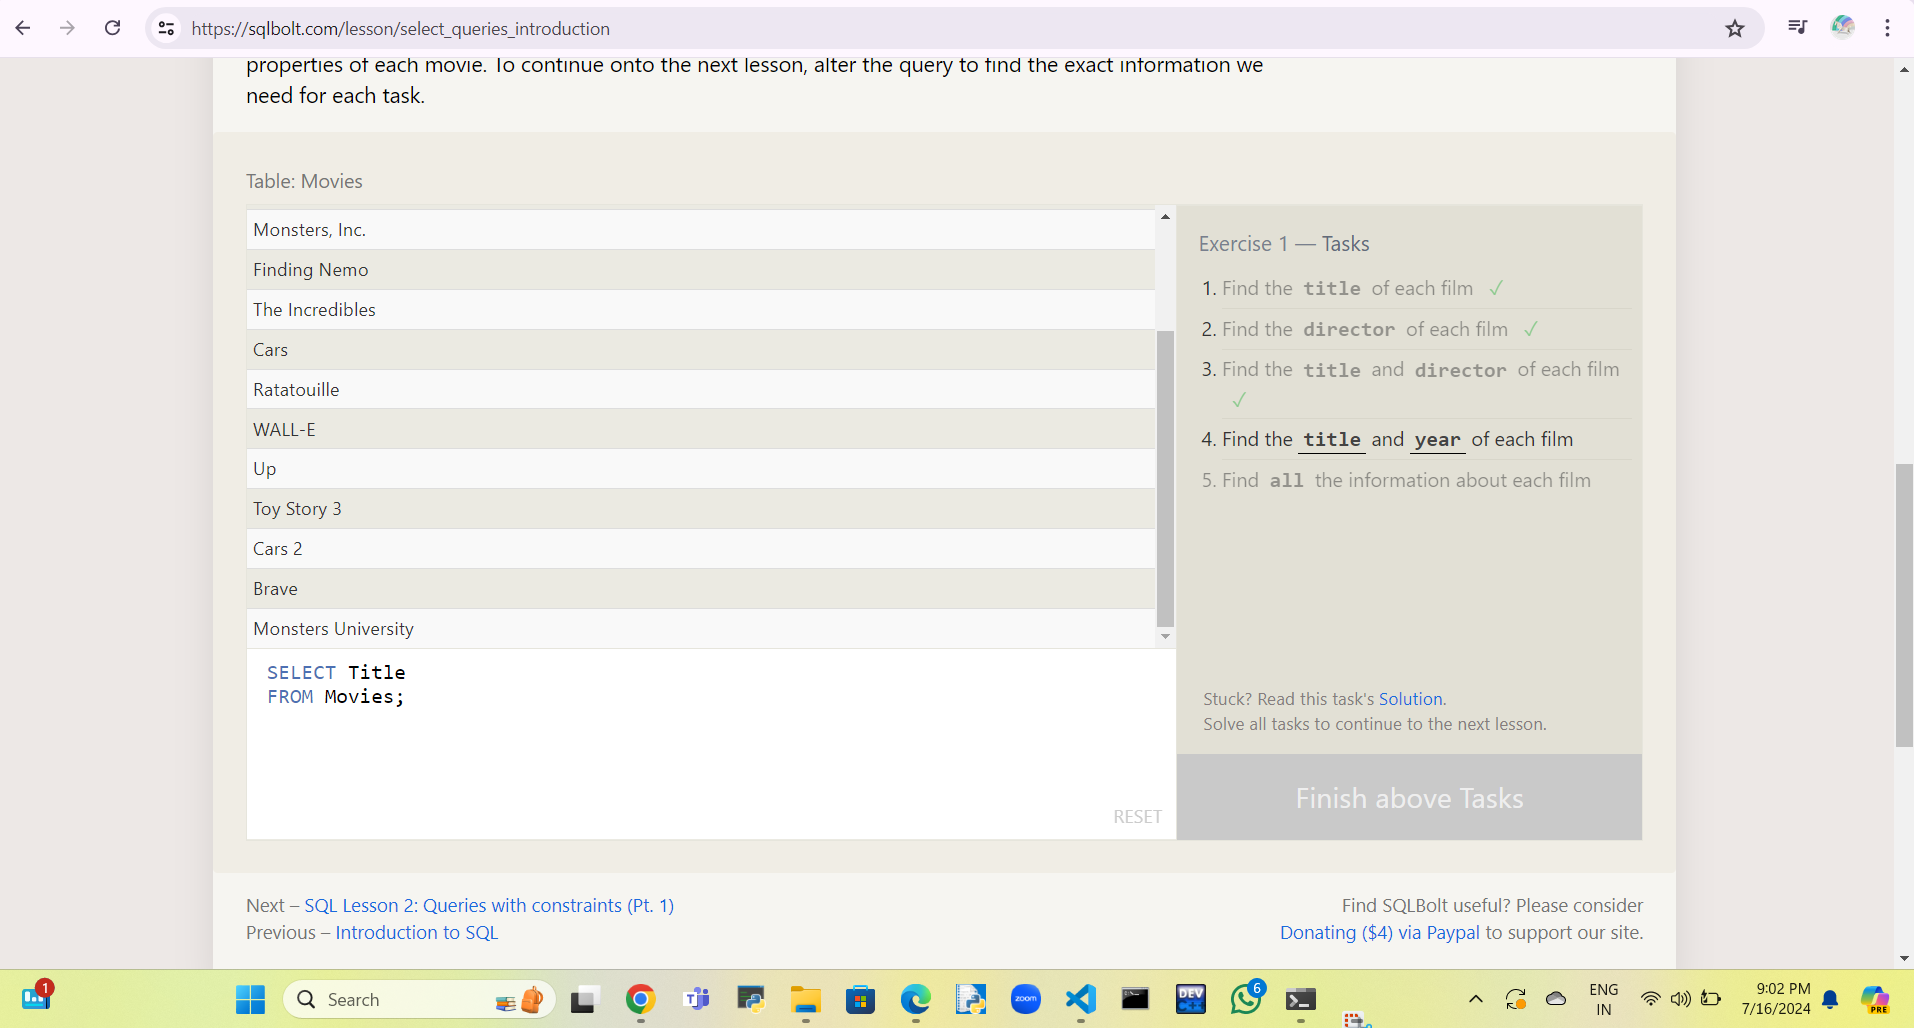 https://sqlbolt.com/lesson/select_queries_introduction
properties of each movie. To continue onto the next lesson, alter the query to find the exact information we
need for each task.
Table: Movies
Monsters, Inc.
Finding Nemo
The Incredibles
Cars
Ratatouille
WALL-E
Up
Toy Story 3
Cars 2
Brave
Monsters University
SELECT Title
FROM Movies;
RESET
Exercise 1 — Tasks
1. Find the title of each film ✓
2. Find the director of each film ✓
3. Find the title and director of each film
✓
4. Find the title and year of each film
5. Find all the information about each film
Stuck? Read this task's Solution.
Solve all tasks to continue to the next lesson.
Finish above Tasks
Next – SQL Lesson 2: Queries with constraints (Pt. 1)
Previous – Introduction to SQL
Find SQLBolt useful? Please consider
Donating ($4) via Paypal to support our site.
1
Search
zoom
DEV
6
ENG
IN
9:02 PM
7/16/2024
PRE